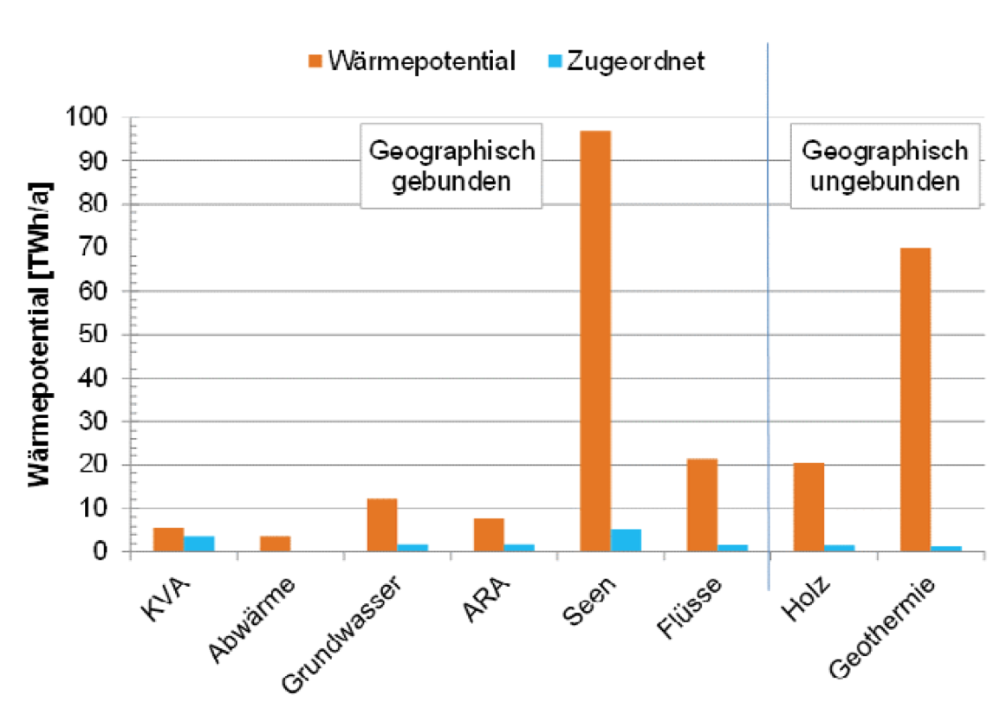 Wärmepotential Zugeordnet
Geographisch
gebunden
Geographisch
ungebunden
Wärmepotential [TWh/a]
100
90
80
70
60
50
40
30
20
10
0
KVA
Abwärme
Grundwasser
ARA
Seen
Flüsse
Holz
Geothermie